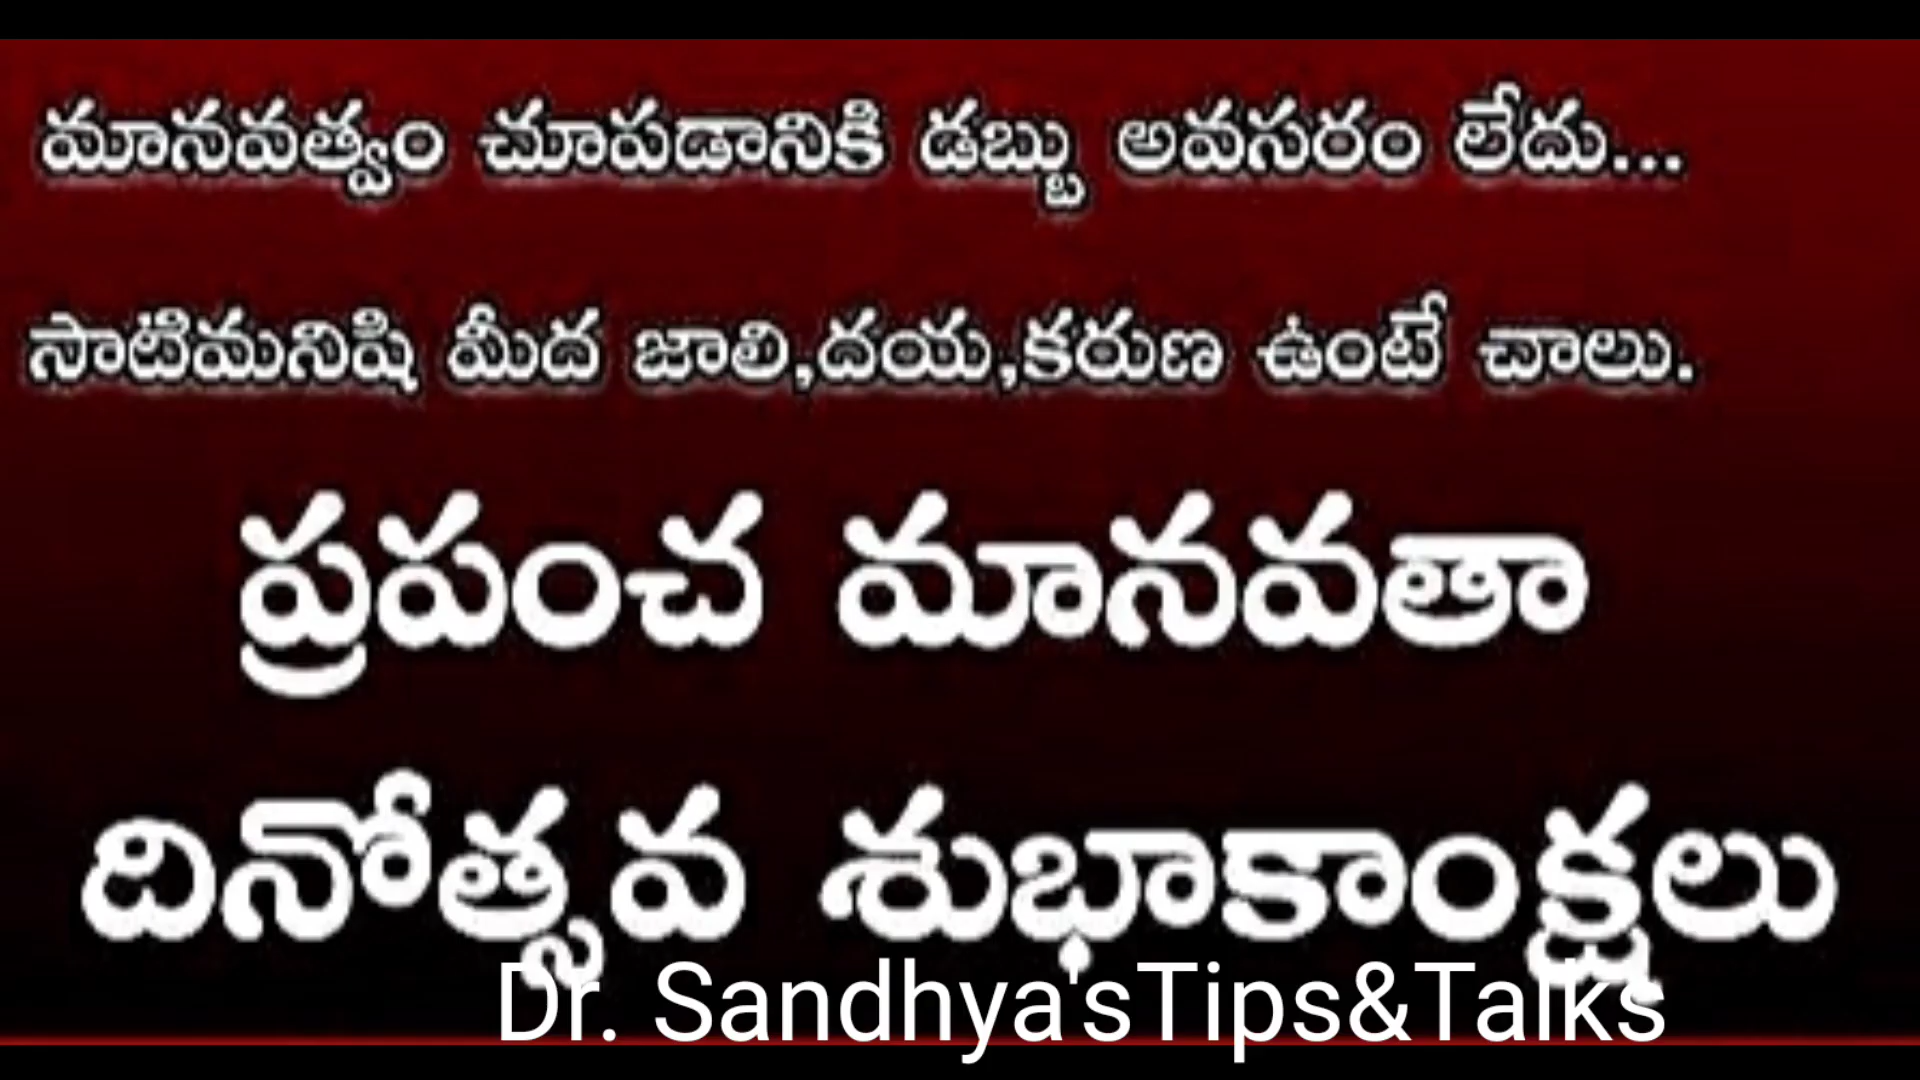 మానవత్వం చూపడానికి డబ్బు అవసరం లేదు...
సాటిమనిషి మీద జాలి,దయ,కరుణ ఉంటే చాలు.
ప్రపంచ మానవతా
దినోత్సవ శుభాకాంక్షలు
Dr. Sandhya'sTips&Talks